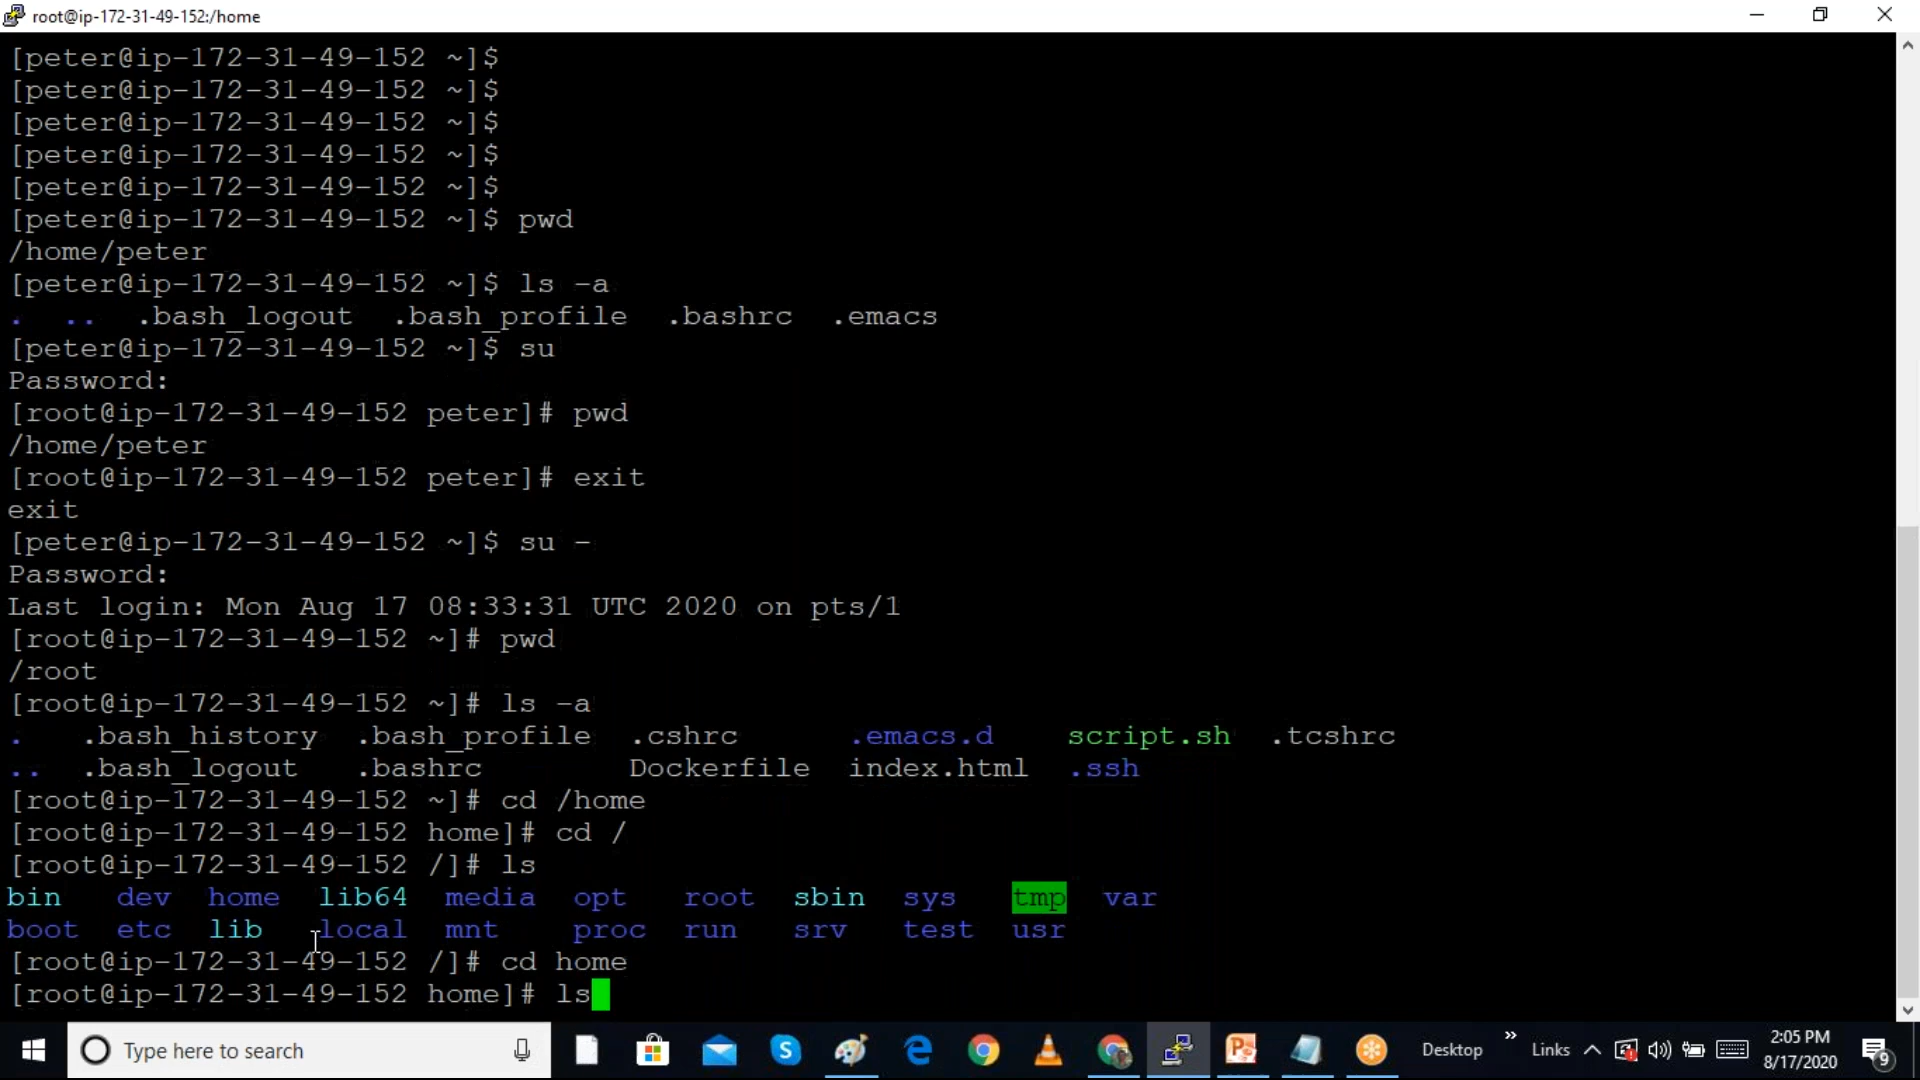 root@ip-172-31-49-152:/home
[peter@ip-172-31-49-152 ~]$
[peter@ip-172-31-49-152 ~]$
[peter@ip-172-31-49-152 ~]$
[peter@ip-172-31-49-152 ~]$
[peter@ip-172-31-49-152 ~]$
[peter@ip-172-31-49-152 ~]$ pwd
/home/peter
[peter@ip-172-31-49-152 ~]$ ls -a
. .. .bash_logout .bash_profile .bashrc .emacs
[peter@ip-172-31-49-152 ~]$ su
Password:
[root@ip-172-31-49-152 peter]# pwd
/home/peter
[root@ip-172-31-49-152 peter]# exit
exit
[peter@ip-172-31-49-152 ~]$ su -
Password:
Last login: Mon Aug 17 08:33:31 UTC 2020 on pts/1
[root@ip-172-31-49-152 ~]# pwd
/root
[root@ip-172-31-49-152 ~]# ls -a
. .bash_history .bash_profile .cshrc .emacs.d script.sh .tcshrc
.. .bash_logout .bashrc Dockerfile index.html .ssh
[root@ip-172-31-49-152 ~]# cd /home
[root@ip-172-31-49-152 home]# cd /
[root@ip-172-31-49-152 /]# ls
bin dev home lib64 media opt root sbin sys tmp var
boot etc lib local mnt proc run srv test usr
[root@ip-172-31-49-152 /]# cd home
[root@ip-172-31-49-152 home]# ls
Type here to search Desktop » Links 2:05 PM
8/17/2020 9